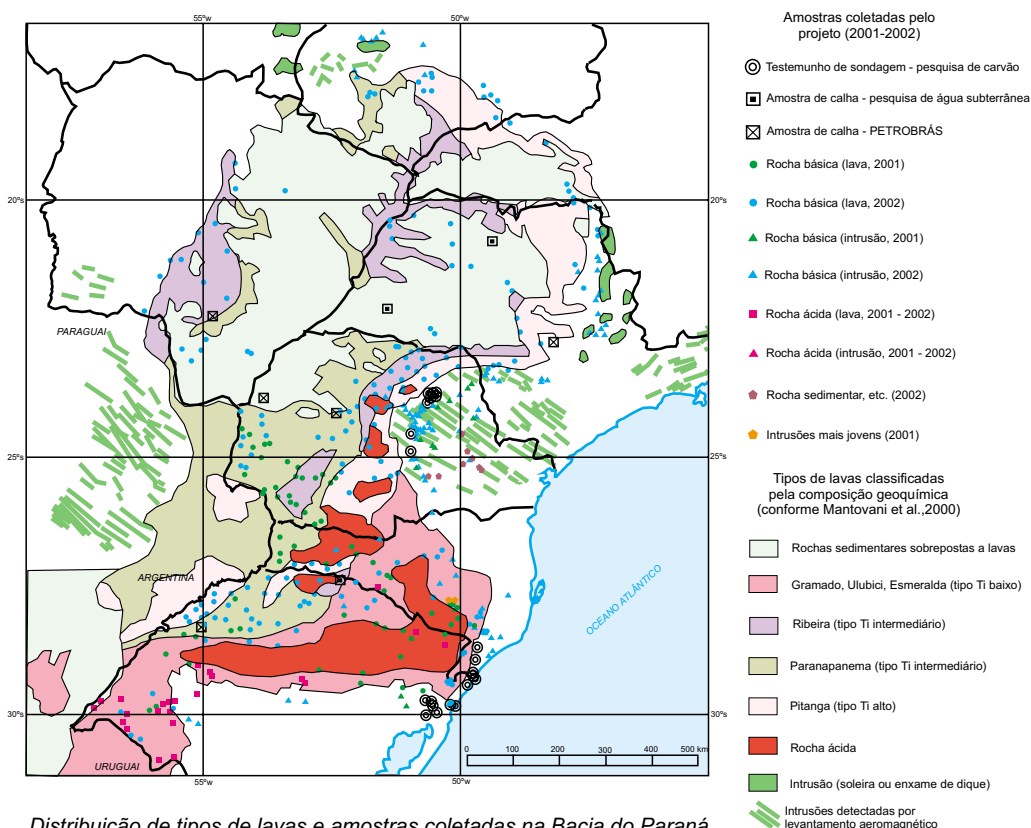 55°w
50°w
20°s
20°s
25°s
25°s
30°s
30°s
55°w
50°w
PARAGUAI
ARGENTINA
URUGUAI
OCEANO ATLÂNTICO
0 100 200 300 400 500 km
Distribuição de tipos de lavas e amostras coletadas na Bacia do Paraná
Amostras coletadas pelo
projeto (2001-2002)
Testemunho de sondagem - pesquisa de carvão
Amostra de calha - pesquisa de água subterrânea
Amostra de calha - PETROBRÁS
Rocha básica (lava, 2001)
Rocha básica (lava, 2002)
Rocha básica (intrusão, 2001)
Rocha básica (intrusão, 2002)
Rocha ácida (lava, 2001 - 2002)
Rocha ácida (intrusão, 2001 - 2002)
Rocha sedimentar, etc. (2002)
Intrusões mais jovens (2001)
Tipos de lavas classificadas
pela composição geoquímica
(conforme Mantovani et al.,2000)
Rochas sedimentares sobrepostas a lavas
Gramado, Ulubici, Esmeralda (tipo Ti baixo)
Ribeira (tipo Ti intermediário)
Paranapanema (tipo Ti intermediário)
Pitanga (tipo Ti alto)
Rocha ácida
Intrusão (soleira ou enxame de dique)
Intrusões detectadas por
levantamento aeromagnético